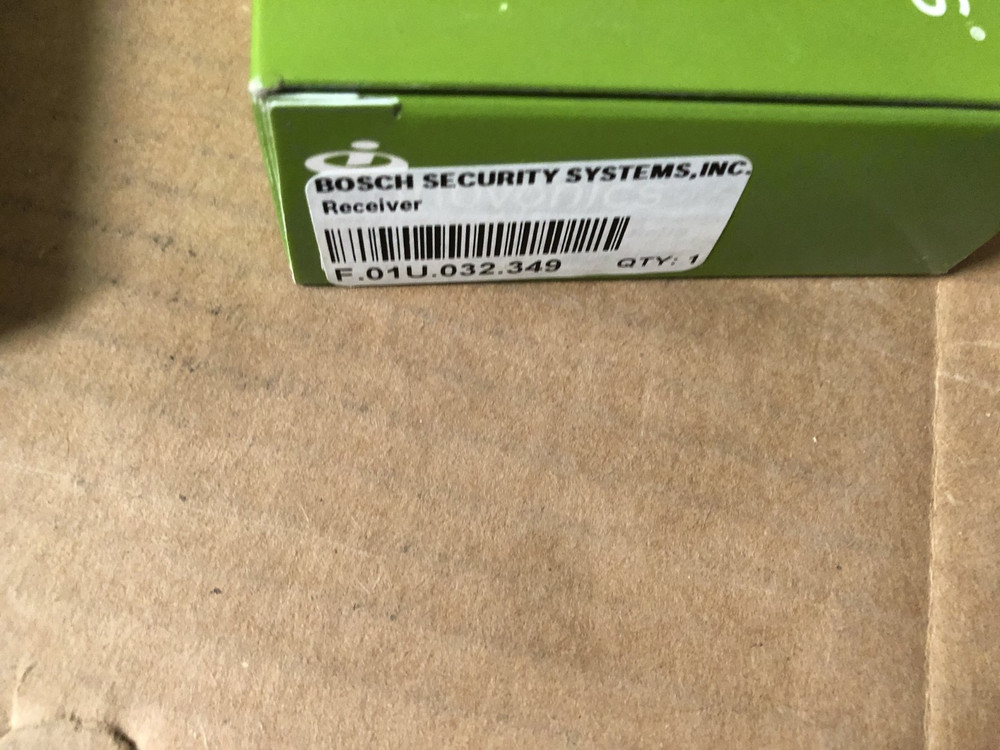 BOSCH SECURITY SYSTEMS,INC.
Receiver
F.01U.032.349
QTY: 1